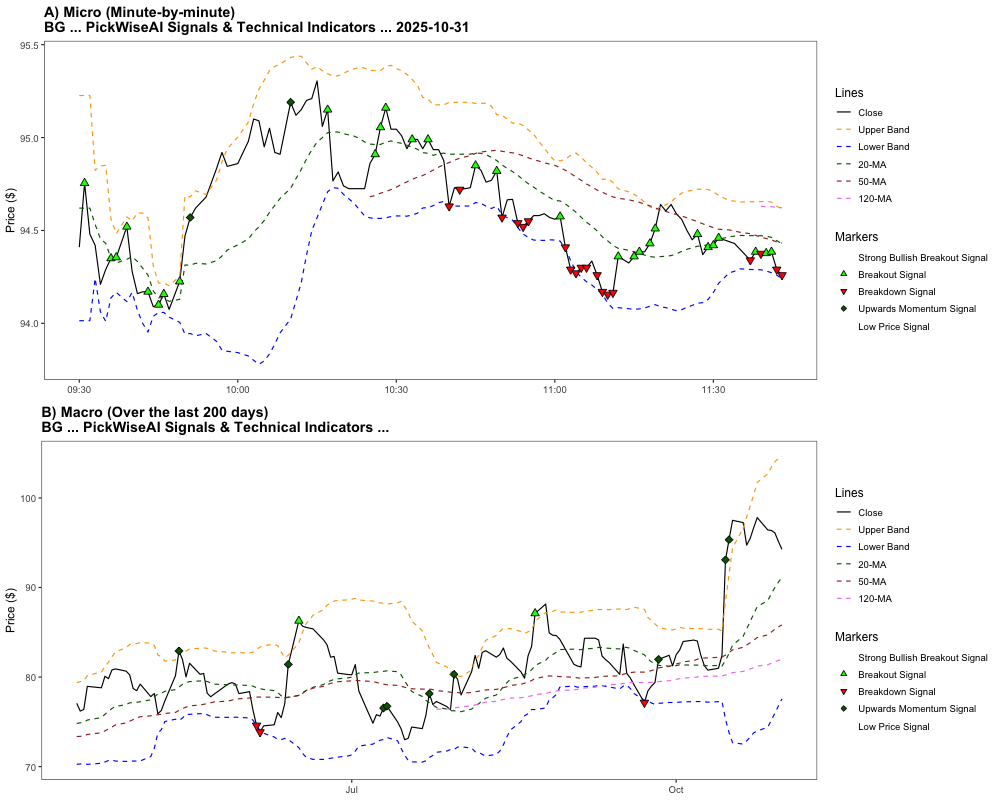 A) Micro (Minute-by-minute)
BG ... PickWiseAI Signals & Technical Indicators ... 2025-10-31
95.5
95.0
94.5
94.0
Price ($)
09:30
10:00
10:30
11:00
11:30
Lines
Close
Upper Band
Lower Band
20-MA
50-MA
120-MA
Markers
Strong Bullish Breakout Signal
Breakout Signal
Breakdown Signal
Upwards Momentum Signal
Low Price Signal
B) Macro (Over the last 200 days)
BG ... PickWiseAI Signals & Technical Indicators ...
100
90
80
70
Price ($)
Jul
Oct
Lines
Close
Upper Band
Lower Band
20-MA
50-MA
120-MA
Markers
Strong Bullish Breakout Signal
Breakout Signal
Breakdown Signal
Upwards Momentum Signal
Low Price Signal